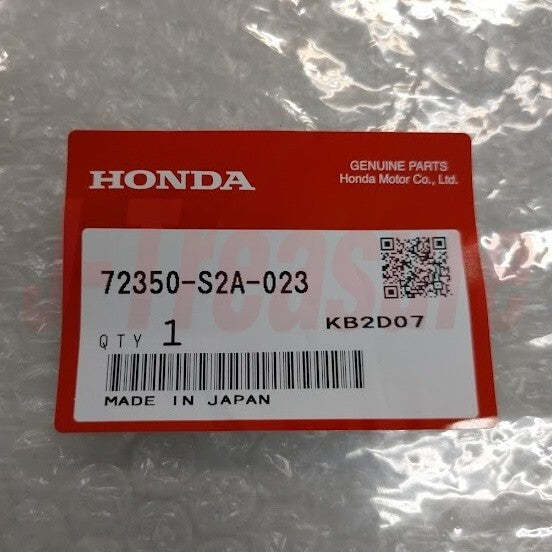 HONDA
GENUINE PARTS
Honda Motor Co., Ltd.
72350-S2A-023
QTY 1
KB2D07
MADE IN JAPAN